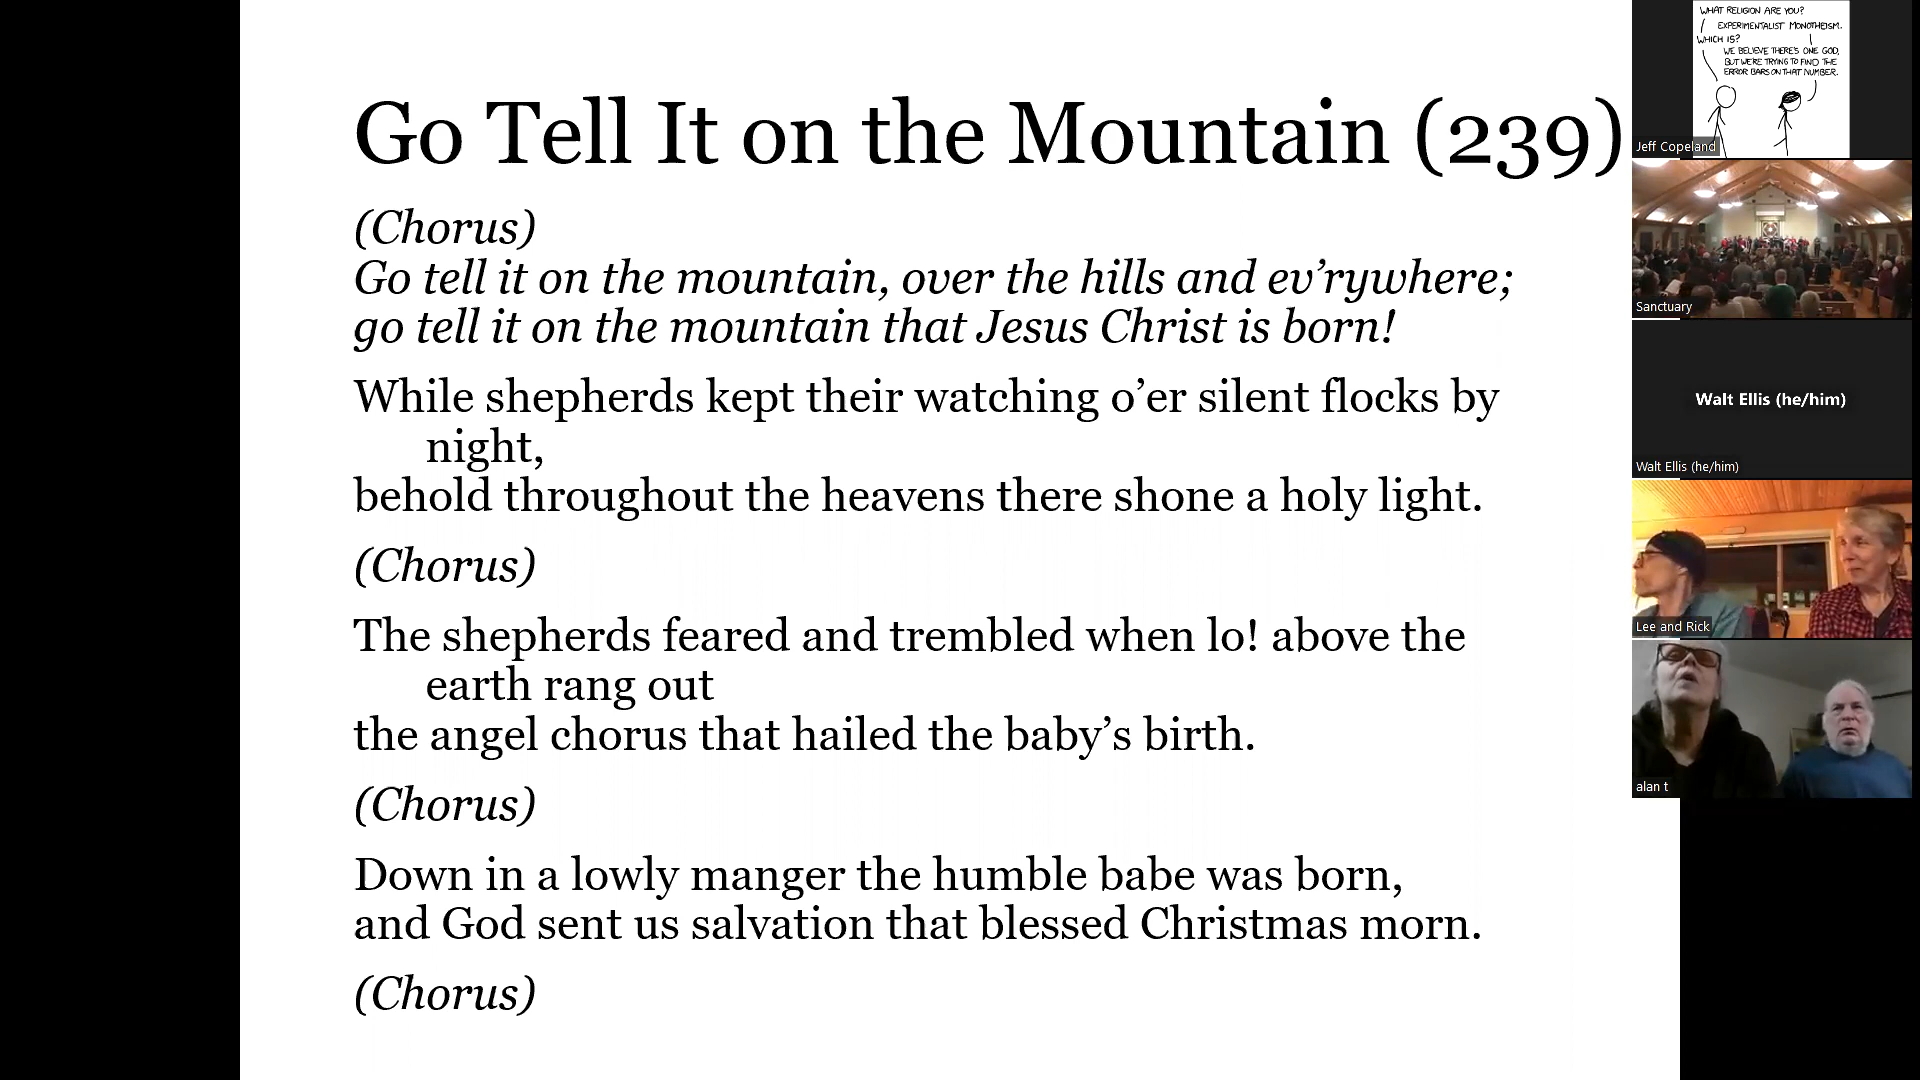 Go Tell It on the Mountain (239)
(Chorus)
Go tell it on the mountain, over the hills and ev’rywhere;
go tell it on the mountain that Jesus Christ is born!
While shepherds kept their watching o’er silent flocks by
night,
behold throughout the heavens there shone a holy light.
(Chorus)
The shepherds feared and trembled when lo! above the
earth rang out
the angel chorus that hailed the baby’s birth.
(Chorus)
Down in a lowly manger the humble babe was born,
and God sent us salvation that blessed Christmas morn.
(Chorus)
WHAT RELIGION ARE YOU?
EXPERIMENTALIST MONOTHEISM.
WHICH IS?
WE BELIEVE THERE'S ONE GOD,
BUT WE'RE TRYING TO FIND THE
ERROR BARS ON THAT NUMBER.
Jeff Copeland
Sanctuary
Walt Ellis (he/him)
Walt Ellis (he/him)
Lee and Rick
alan t